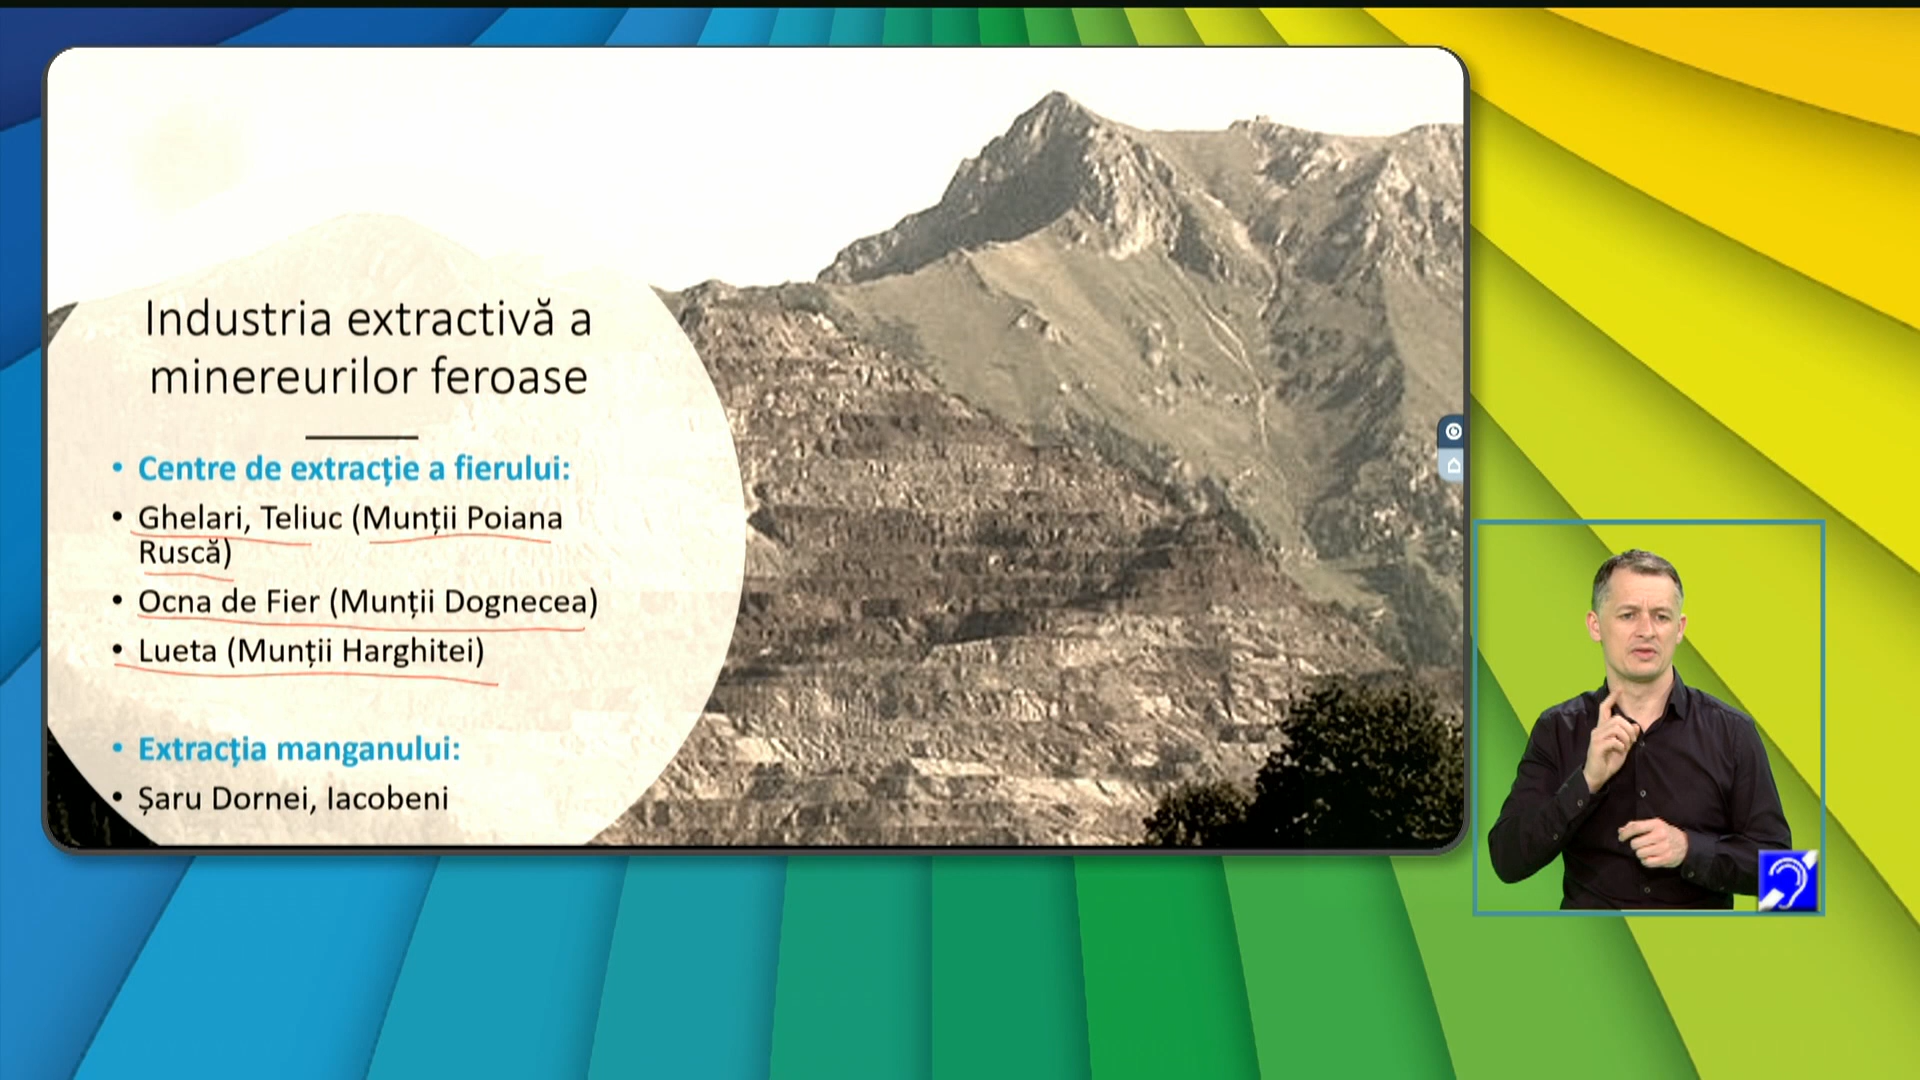 Industria extractivă a
minereurilor feroase
• Centre de extracție a fierului:
• Ghelari, Teliuc (Munții Poiana
Ruscă)
• Ocna de Fier (Munții Dognecea)
• Lueta (Munții Harghitei)
• Extracția manganului:
• Șaru Dornei, Iacobeni